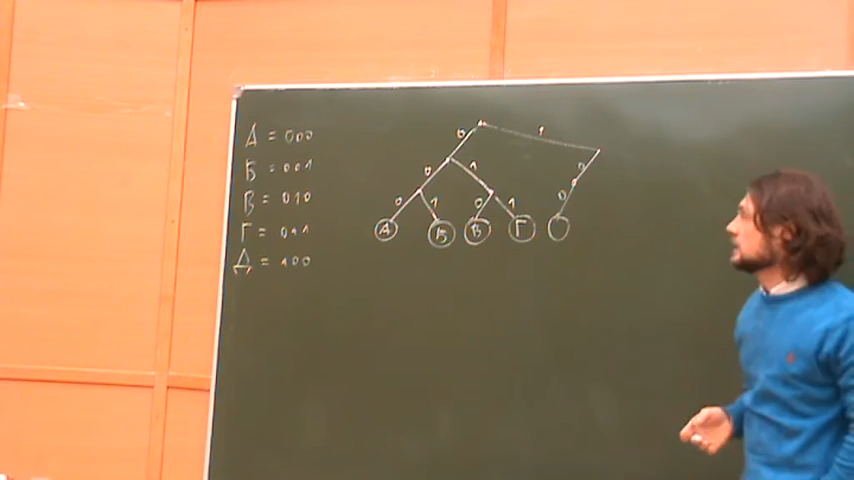 А = 000
Б = 001
В = 010
Г = 011
Д = 100
0 1
0 1 0
0 1 0 1 0
А Б В Г